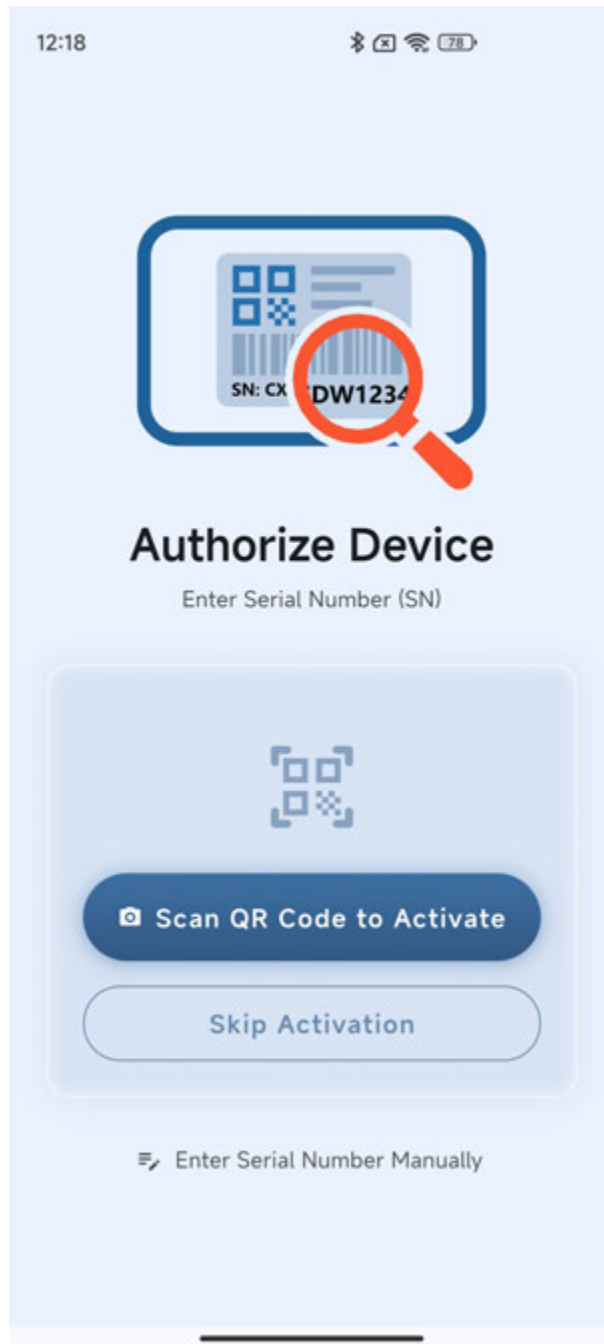 12:18
78
SN: CX
DW1234
Authorize Device
Enter Serial Number (SN)
Scan QR Code to Activate
Skip Activation
Enter Serial Number Manually